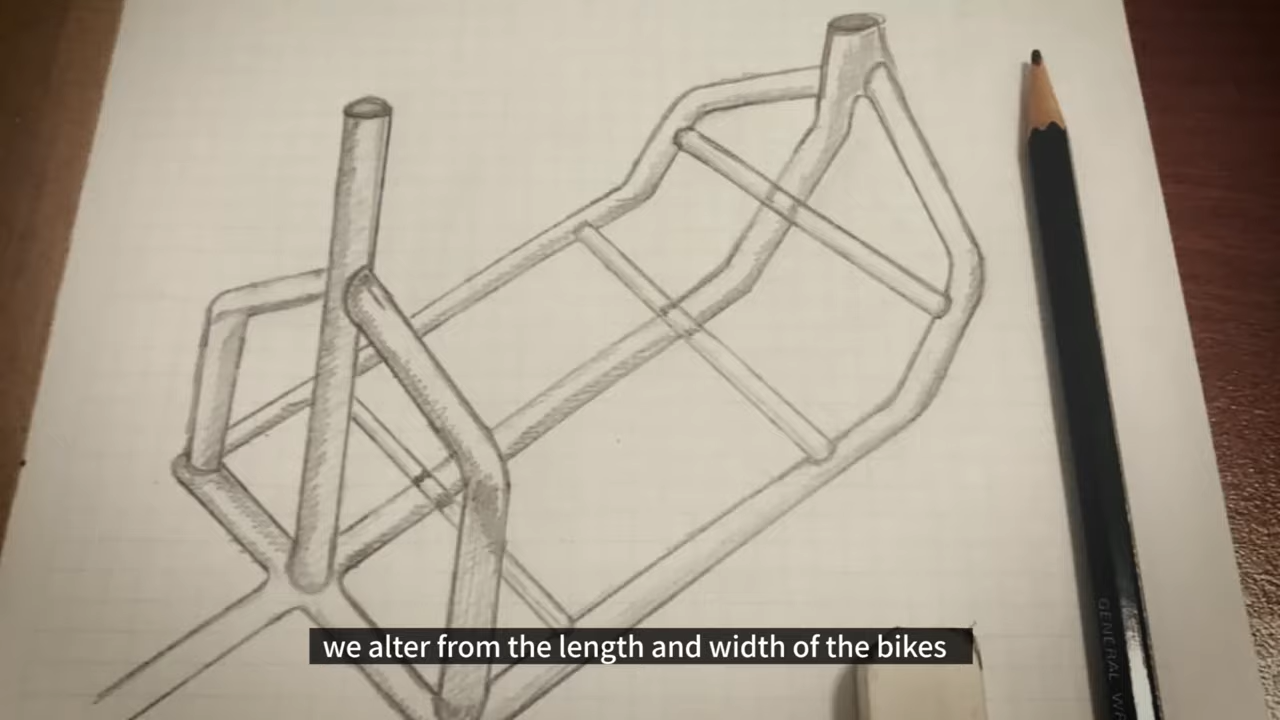 we alter from the length and width of the bikes
GENERAL